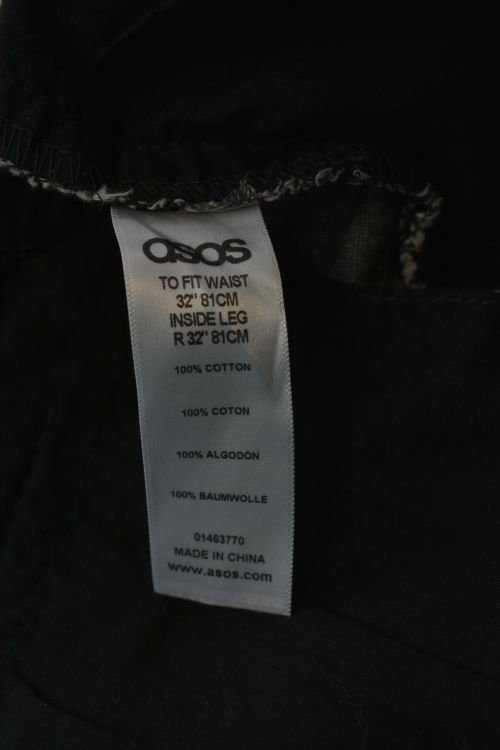 asos
TO FIT WAIST
32" 81CM
INSIDE LEG
R 32" 81CM
100% COTTON
100% COTON
100% ALGODÓN
100% BAUMWOLLE
01463770
MADE IN CHINA
www.asos.com